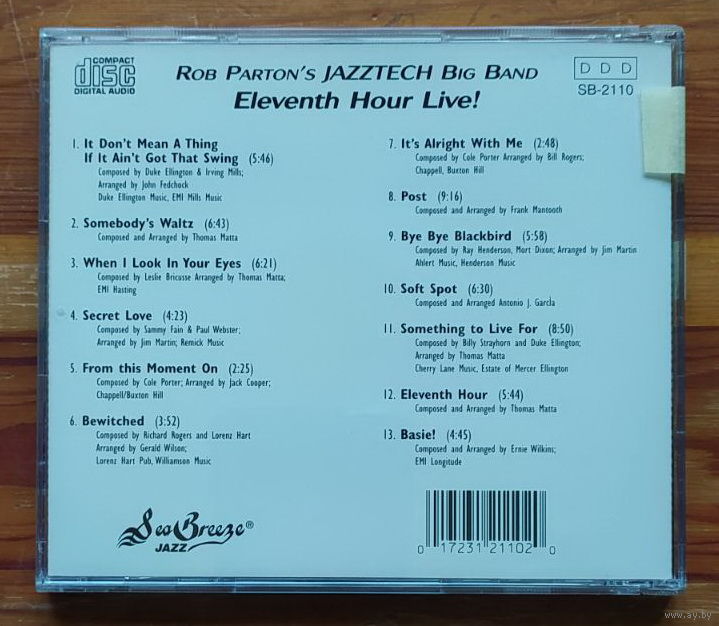 COMPACT
disc
DIGITAL AUDIO
ROB PARTON'S JAZZTECH BIG BAND
Eleventh Hour Live!
D D D
SB-2110
1. It Don't Mean A Thing
If It Ain't Got That Swing (5:46)
Composed by Duke Ellington & Irving Mills;
Arranged by John Fedchock
Duke Ellington Music, EMI Mills Music
2. Somebody's Waltz (6:43)
Composed and Arranged by Thomas Matta
3. When I Look In Your Eyes (6:21)
Composed by Leslie Bricusse Arranged by Thomas Matta;
EMI Hasting
4. Secret Love (4:23)
Composed by Sammy Fain & Paul Webster;
Arranged by Jim Martin; Remick Music
5. From this Moment On (2:25)
Composed by Cole Porter; Arranged by Jack Cooper;
Chappell/Buxton Hill
6. Bewitched (3:52)
Composed by Richard Rogers and Lorenz Hart
Arranged by Gerald Wilson;
Lorenz Hart Pub, Williamson Music
7. It's Alright With Me (2:48)
Composed by Cole Porter Arranged by Bill Rogers;
Chappell, Buxton Hill
8. Post (9:16)
Composed and Arranged by Frank Mantooth
9. Bye Bye Blackbird (5:58)
Composed by Ray Henderson, Mort Dixon; Arranged by Jim Martin
Ahlert Music, Henderson Music
10. Soft Spot (6:30)
Composed and Arranged Antonio J. Garcia
11. Something to Live For (8:50)
Composed by Billy Strayhorn and Duke Ellington;
Arranged by Thomas Matta
Cherry Lane Music, Estate of Mercer Ellington
12. Eleventh Hour (5:44)
Composed and Arranged by Thomas Matta
13. Basie! (4:45)
Composed and Arranged by Ernie Wilkins;
EMI Longitude
Sea Breeze®
JAZZ
0 17231 21102 0
www.ay.by